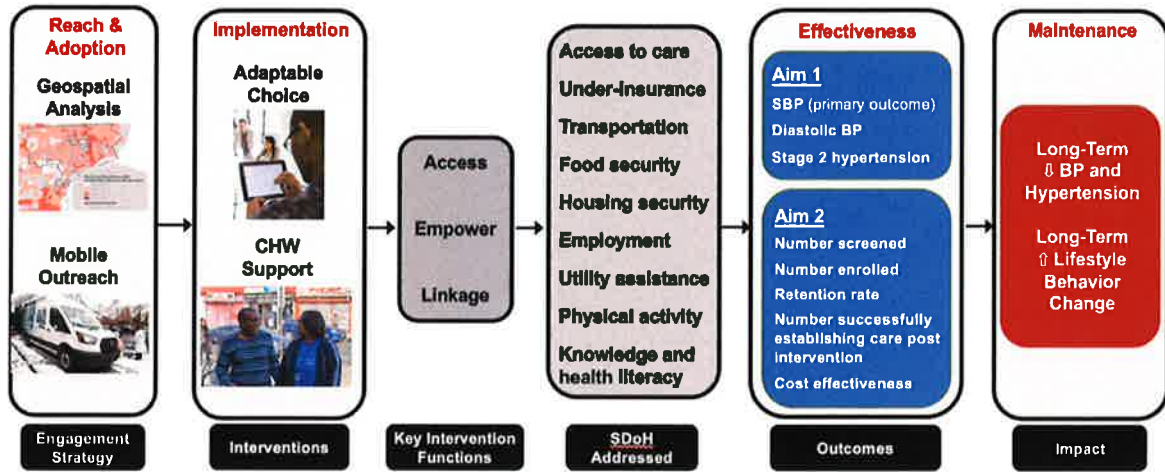 Reach &
Adoption
Geospatial
Analysis
Mobile
Outreach
Engagement
Strategy
Implementation
Adaptable
Choice
CHW
Support
Interventions
Access
Empower
Linkage
Key Intervention
Functions
Access to care
Under-insurance
Transportation
Food security
Housing security
Employment
Utility assistance
Physical activity
Knowledge and
health literacy
SDoH
Addressed
Effectiveness
Aim 1
SBP (primary outcome)
Diastolic BP
Stage 2 hypertension
Aim 2
Number screened
Number enrolled
Retention rate
Number successfully
establishing care post
intervention
Cost effectiveness
Outcomes
Maintenance
Long-Term
⇩ BP and
Hypertension
Long-Term
⇧ Lifestyle
Behavior
Change
Impact